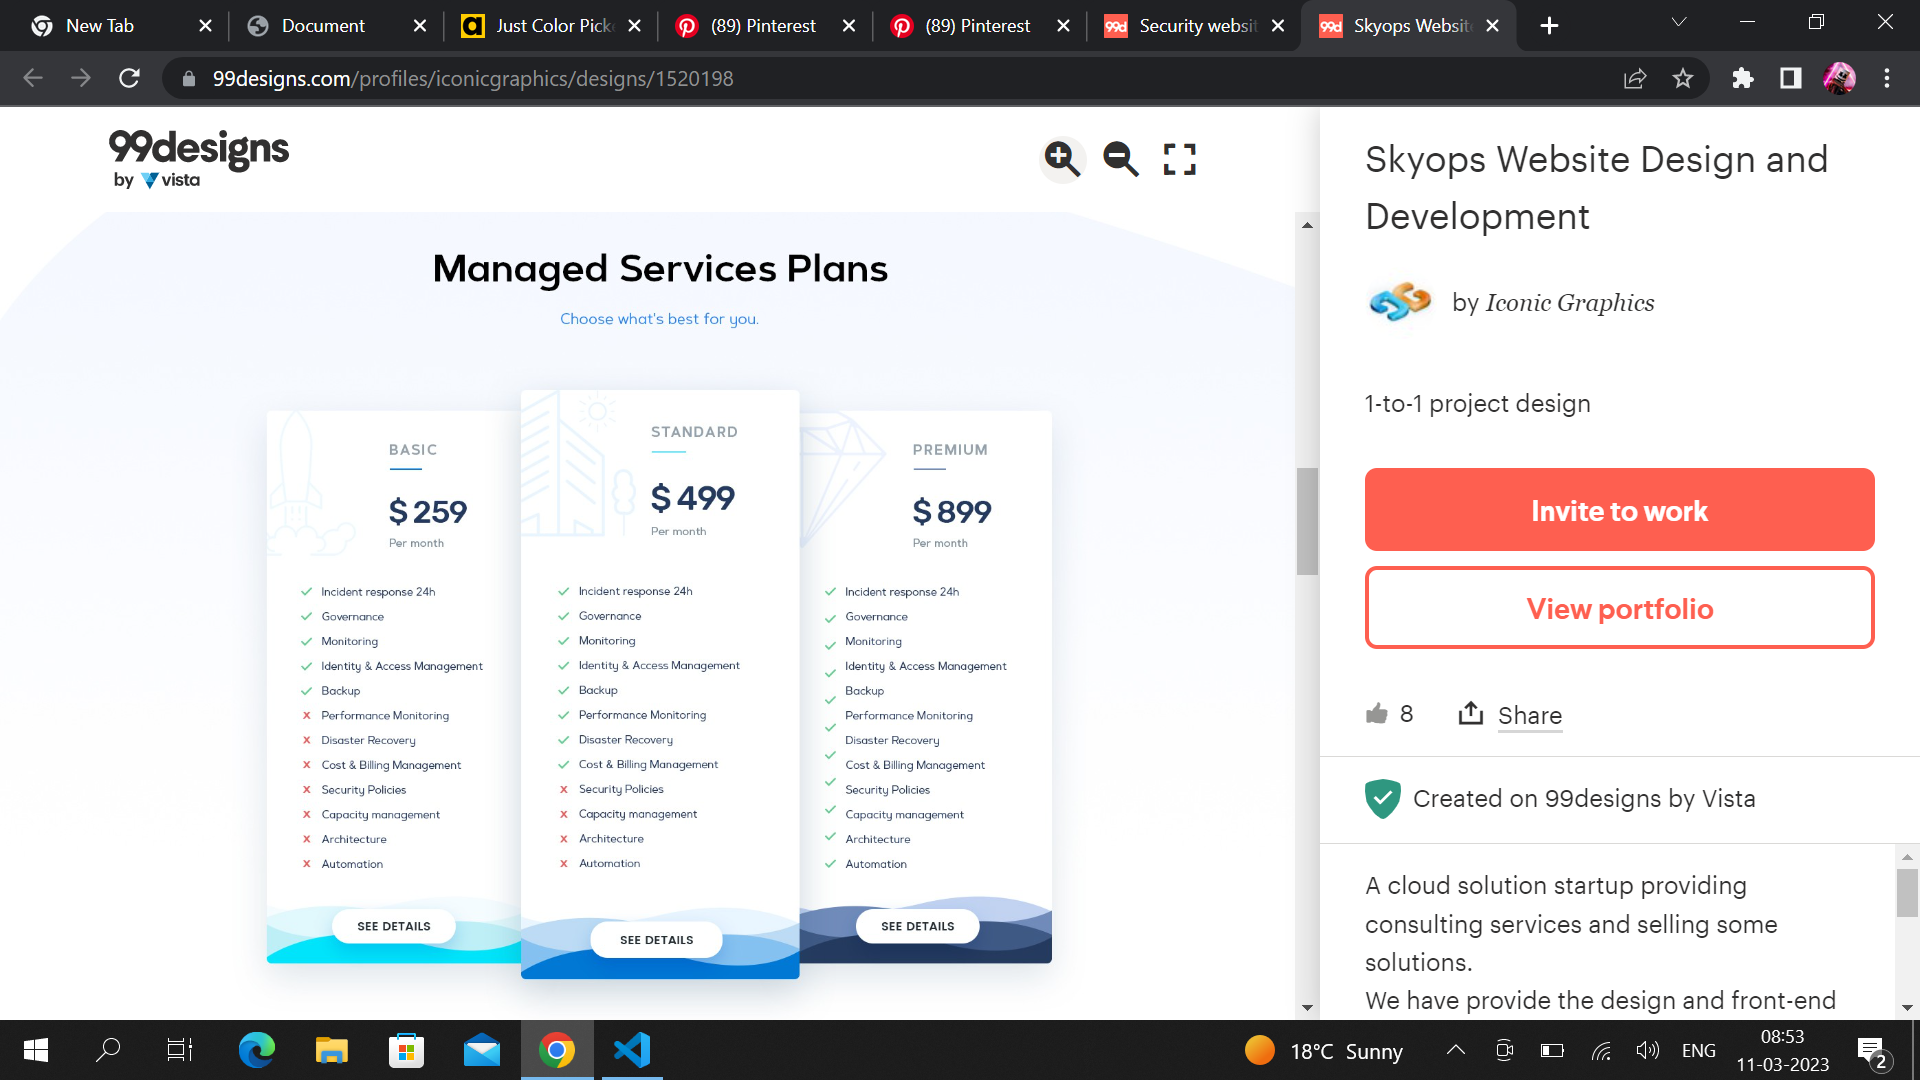 New Tab
Document
Just Color Picke
(89) Pinterest
(89) Pinterest
Security websit
Skyops Website
99designs.com/profiles/iconicgraphics/designs/1520198
99designs
by vista
Managed Services Plans
Choose what's best for you.
BASIC
$ 259
Per month
Incident response 24h
Governance
Monitoring
Identity & Access Management
Backup
Performance Monitoring
Disaster Recovery
Cost & Billing Management
Security Policies
Capacity management
Architecture
Automation
SEE DETAILS
STANDARD
$ 499
Per month
Incident response 24h
Governance
Monitoring
Identity & Access Management
Backup
Performance Monitoring
Disaster Recovery
Cost & Billing Management
Security Policies
Capacity management
Architecture
Automation
SEE DETAILS
PREMIUM
$ 899
Per month
Incident response 24h
Governance
Monitoring
Identity & Access Management
Backup
Performance Monitoring
Disaster Recovery
Cost & Billing Management
Security Policies
Capacity management
Architecture
Automation
SEE DETAILS
Skyops Website Design and
Development
by Iconic Graphics
1-to-1 project design
Invite to work
View portfolio
8
Share
Created on 99designs by Vista
A cloud solution startup providing
consulting services and selling some
solutions.
We have provide the design and front-end
18°C Sunny
ENG
08:53
11-03-2023
2